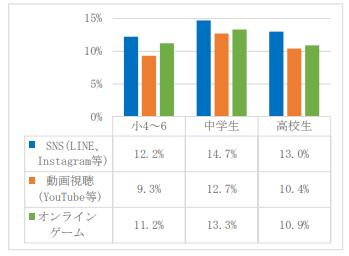 15%
10%
5%
0%
小4～6 中学生 高校生
SNS(LINE、
Instagram等) 12.2% 14.7% 13.0%
動画視聴
(YouTube等) 9.3% 12.7% 10.4%
オンライン
ゲーム 11.2% 13.3% 10.9%